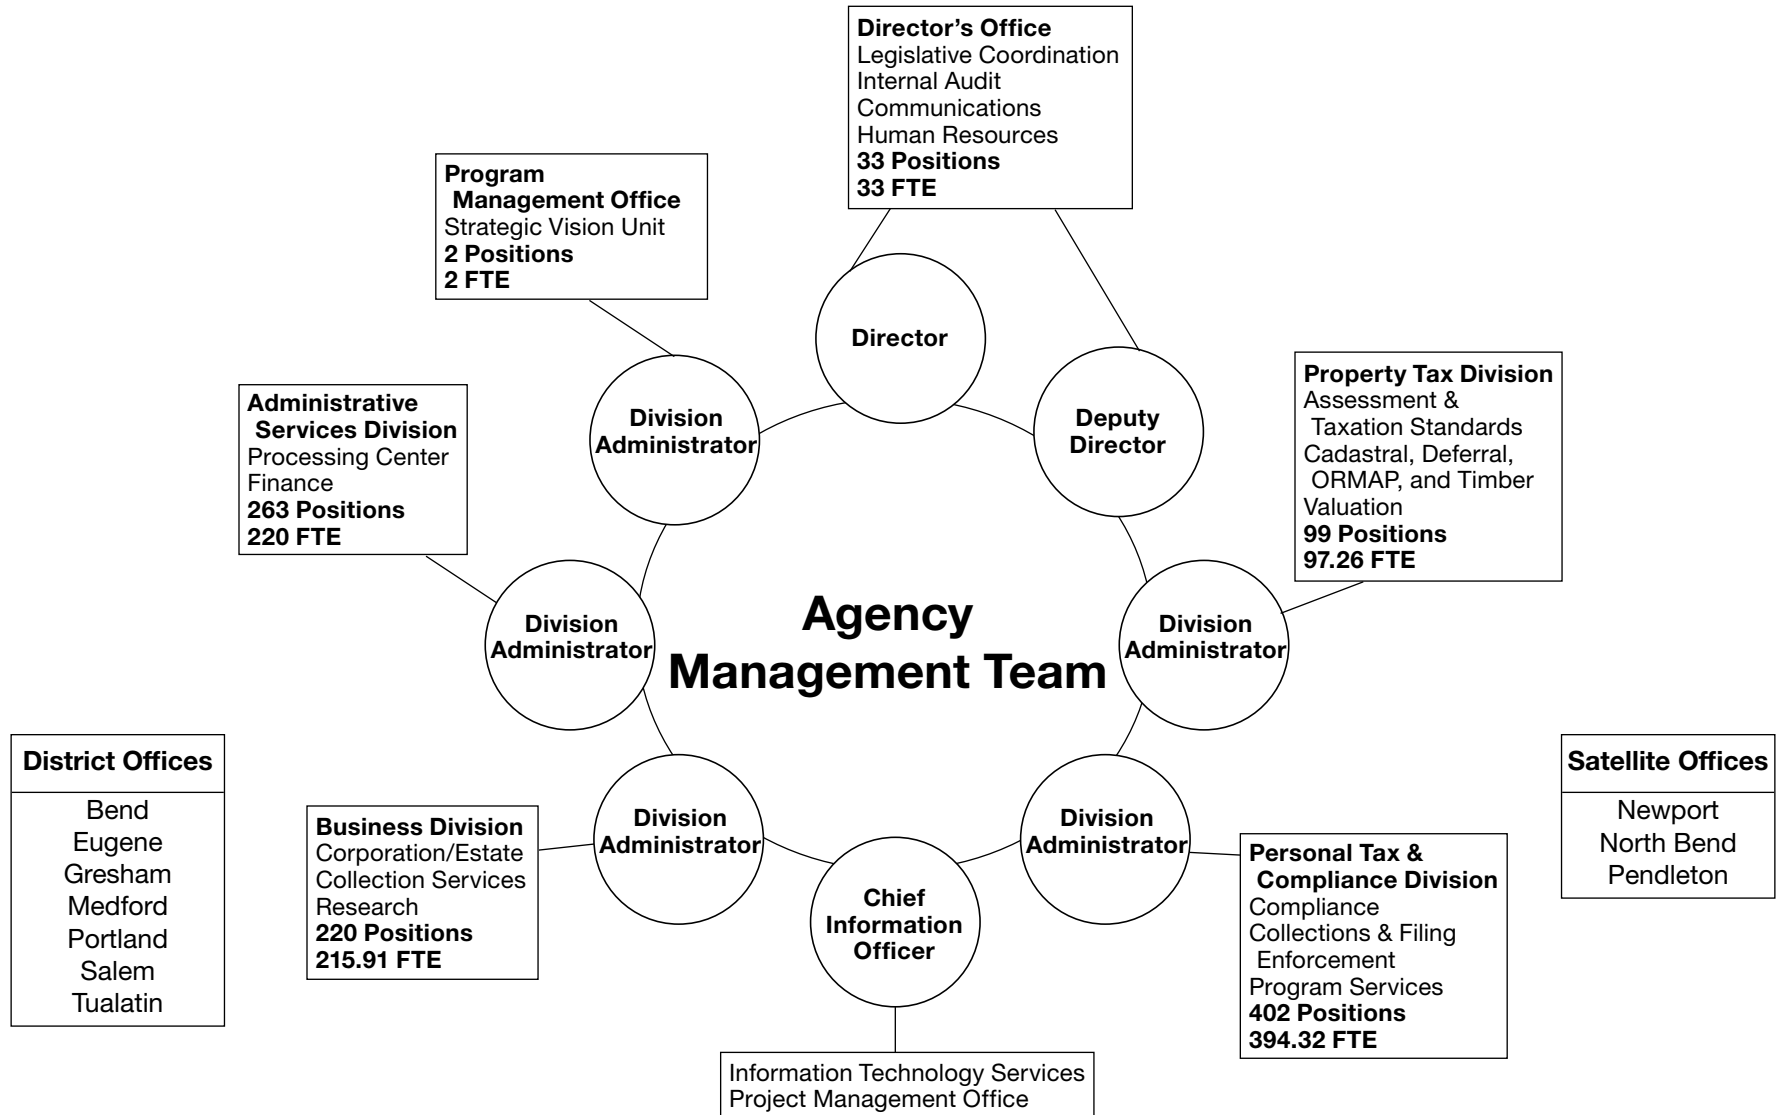 Director’s Office
Legislative Coordination
Internal Audit
Communications
Human Resources
33 Positions
33 FTE
Program
Management Office
Strategic Vision Unit
2 Positions
2 FTE
Director
Property Tax Division
Assessment &
Taxation Standards
Cadastral, Deferral,
ORMAP, and Timber
Valuation
99 Positions
97.26 FTE
Administrative
Services Division
Processing Center
Finance
263 Positions
220 FTE
Division
Administrator
Deputy
Director
Division
Administrator
Agency
Management Team
Division
Administrator
District Offices
Bend
Eugene
Gresham
Medford
Portland
Salem
Tualatin
Satellite Offices
Newport
North Bend
Pendleton
Business Division
Corporation/Estate
Collection Services
Research
220 Positions
215.91 FTE
Division
Administrator
Division
Administrator
Personal Tax &
Compliance Division
Compliance
Collections & Filing
Enforcement
Program Services
402 Positions
394.32 FTE
Chief
Information
Officer
Information Technology Services
Project Management Office